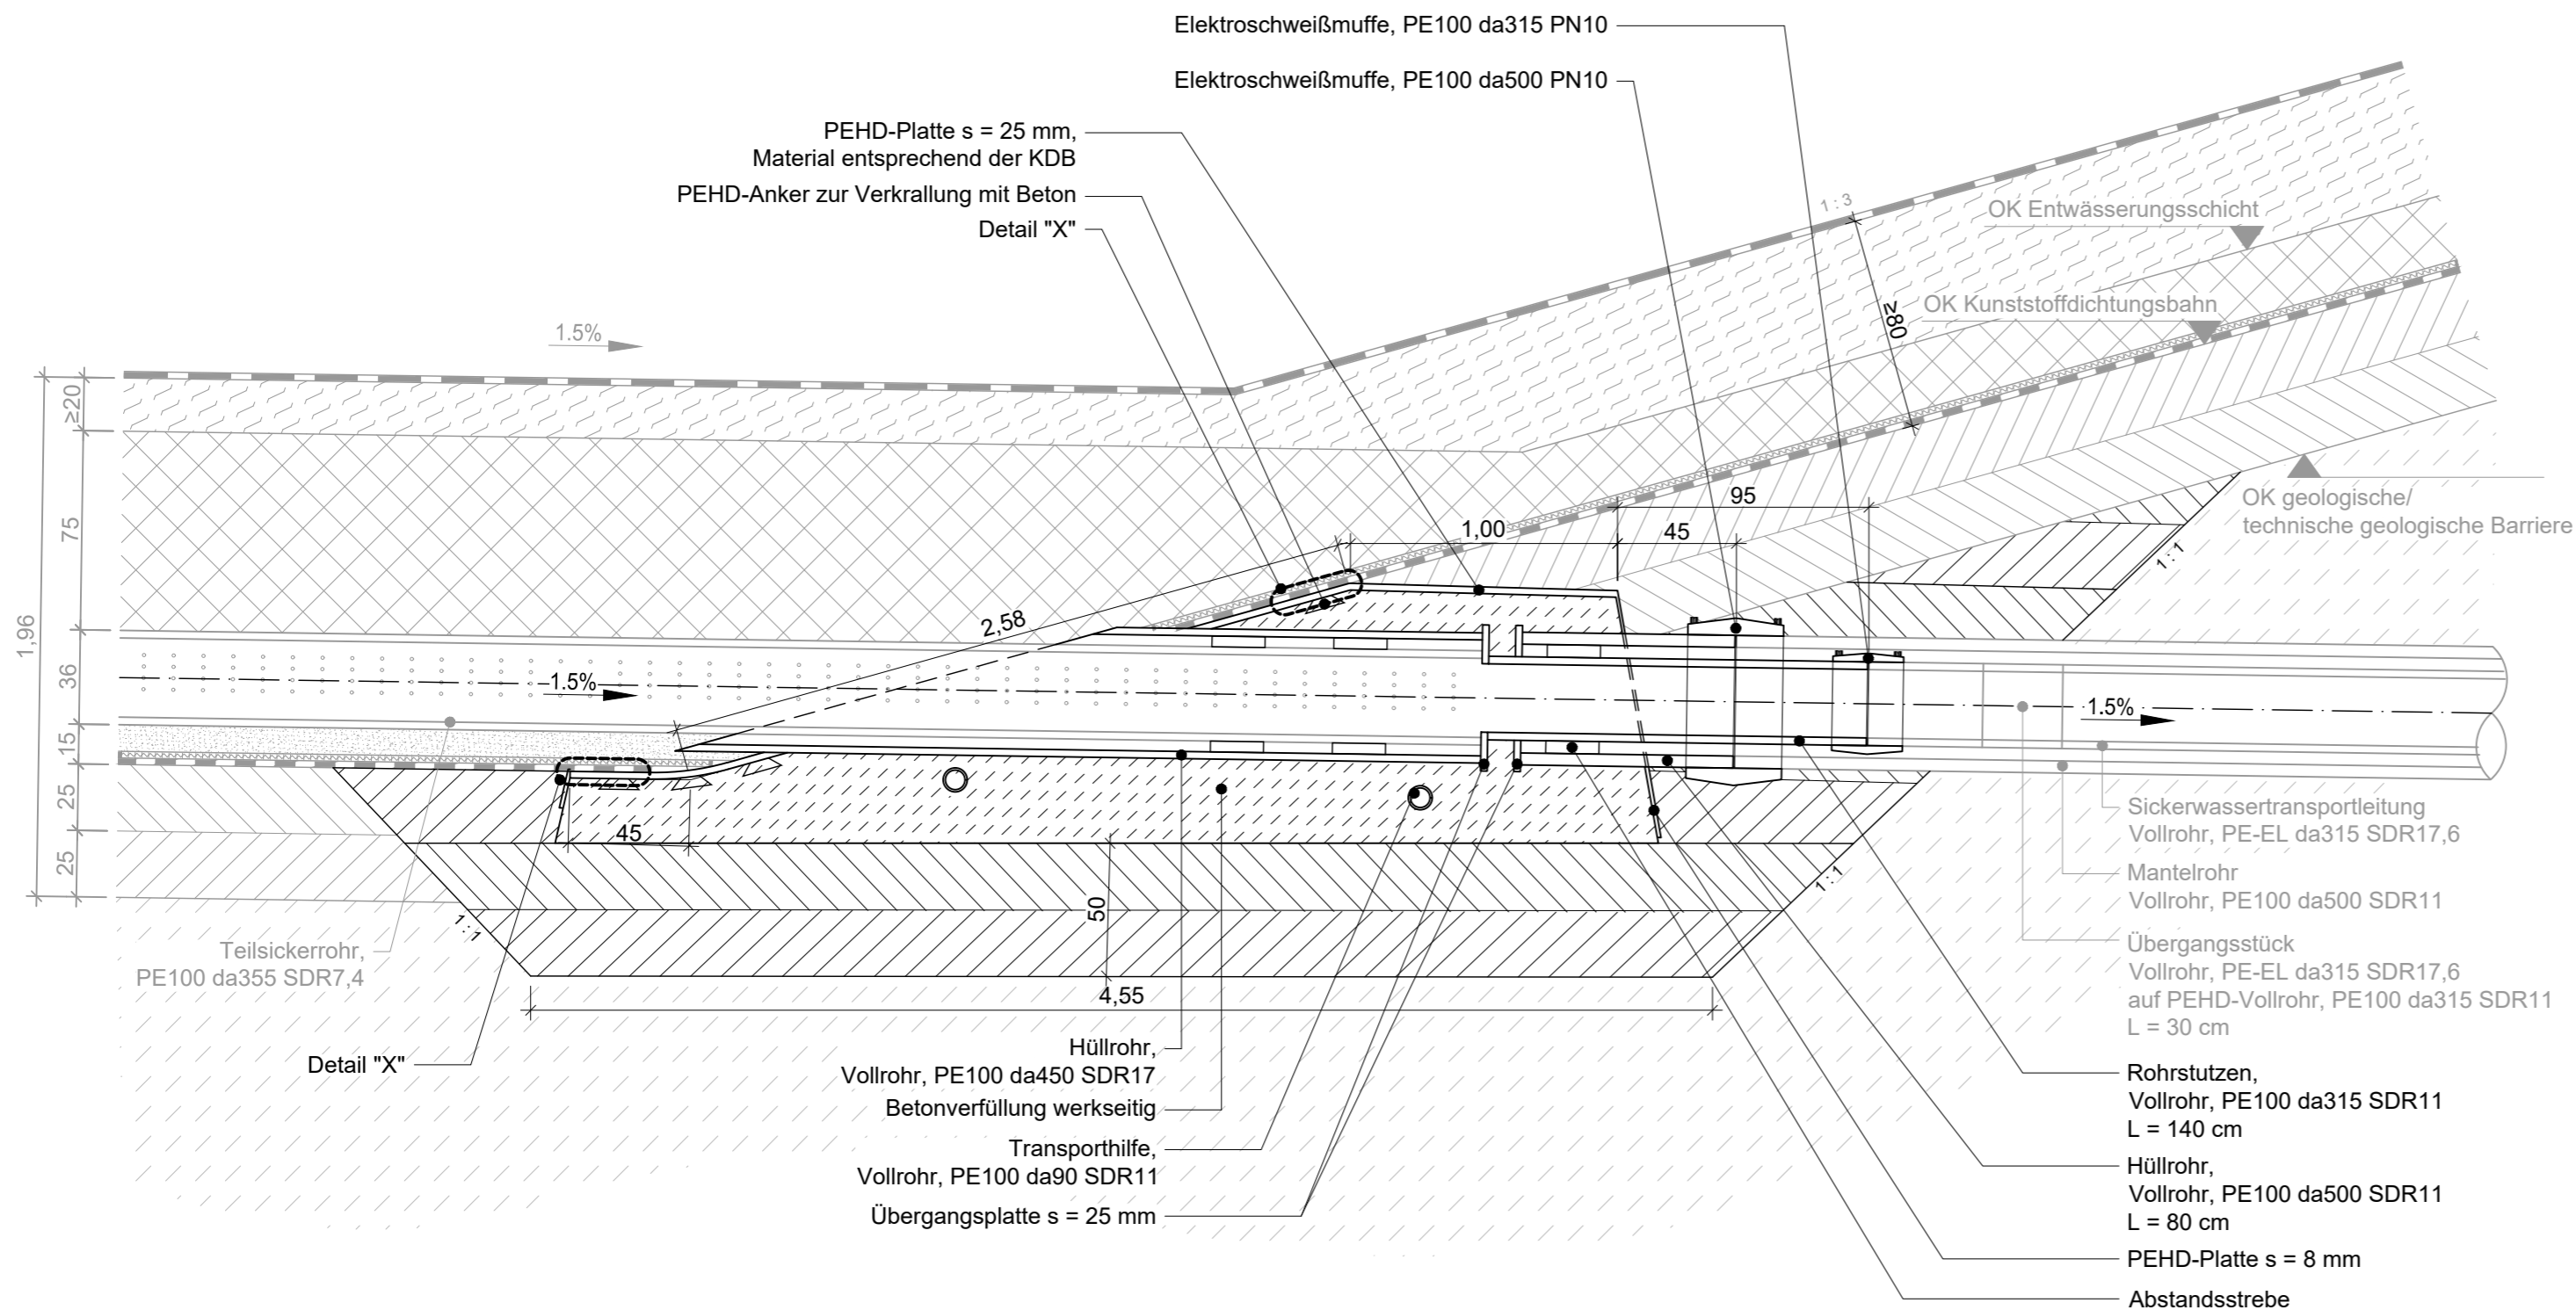 Elektroschweißmuffe, PE100 da315 PN10
Elektroschweißmuffe, PE100 da500 PN10
PEHD-Platte s = 25 mm,
Material entsprechend der KDB
PEHD-Anker zur Verkrallung mit Beton
Detail "X"
1:3
OK Entwässerungsschicht
OK Kunststoffdichtungsbahn
≥80
1.5%
≥20
75
1,96
36
15
25
25
OK geologische/
technische geologische Barriere
95
1,00
45
1:1
2,58
1.5%
1.5%
45
50
4,55
1:1
1:1
Teilsickerrohr,
PE100 da355 SDR7,4
Detail "X"
Hüllrohr,
Vollrohr, PE100 da450 SDR17
Betonverfüllung werkseitig
Transporthilfe,
Vollrohr, PE100 da90 SDR11
Übergangsplatte s = 25 mm
Sickerwassertransportleitung
Vollrohr, PE-EL da315 SDR17,6
Mantelrohr
Vollrohr, PE100 da500 SDR11
Übergangsstück
Vollrohr, PE-EL da315 SDR17,6
auf PEHD-Vollrohr, PE100 da315 SDR11
L = 30 cm
Rohrstutzen,
Vollrohr, PE100 da315 SDR11
L = 140 cm
Hüllrohr,
Vollrohr, PE100 da500 SDR11
L = 80 cm
PEHD-Platte s = 8 mm
Abstandsstrebe